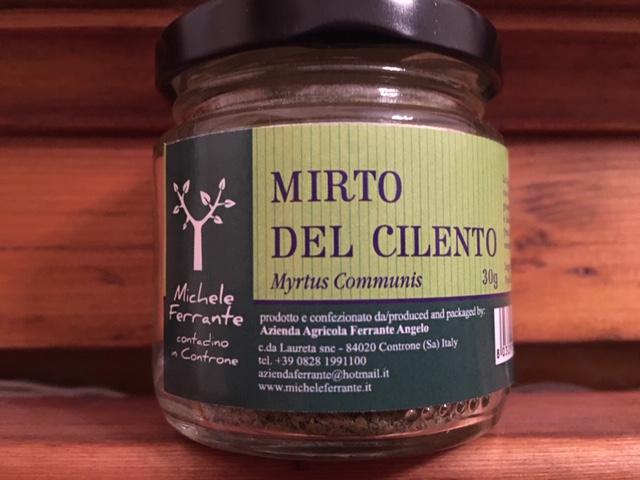 MIRTO
DEL CILENTO
Myrtus Communis
30g
Michele
Ferrante
contadino
in Controne
prodotto e confezionato da/produced and packaged by:
Azienda Agricola Ferrante Angelo
c.da Laureta snc - 84020 Controne (Sa) Italy
tel. +39 0828 1991100
aziendaferrante@hotmail.it
www.micheleferrante.it